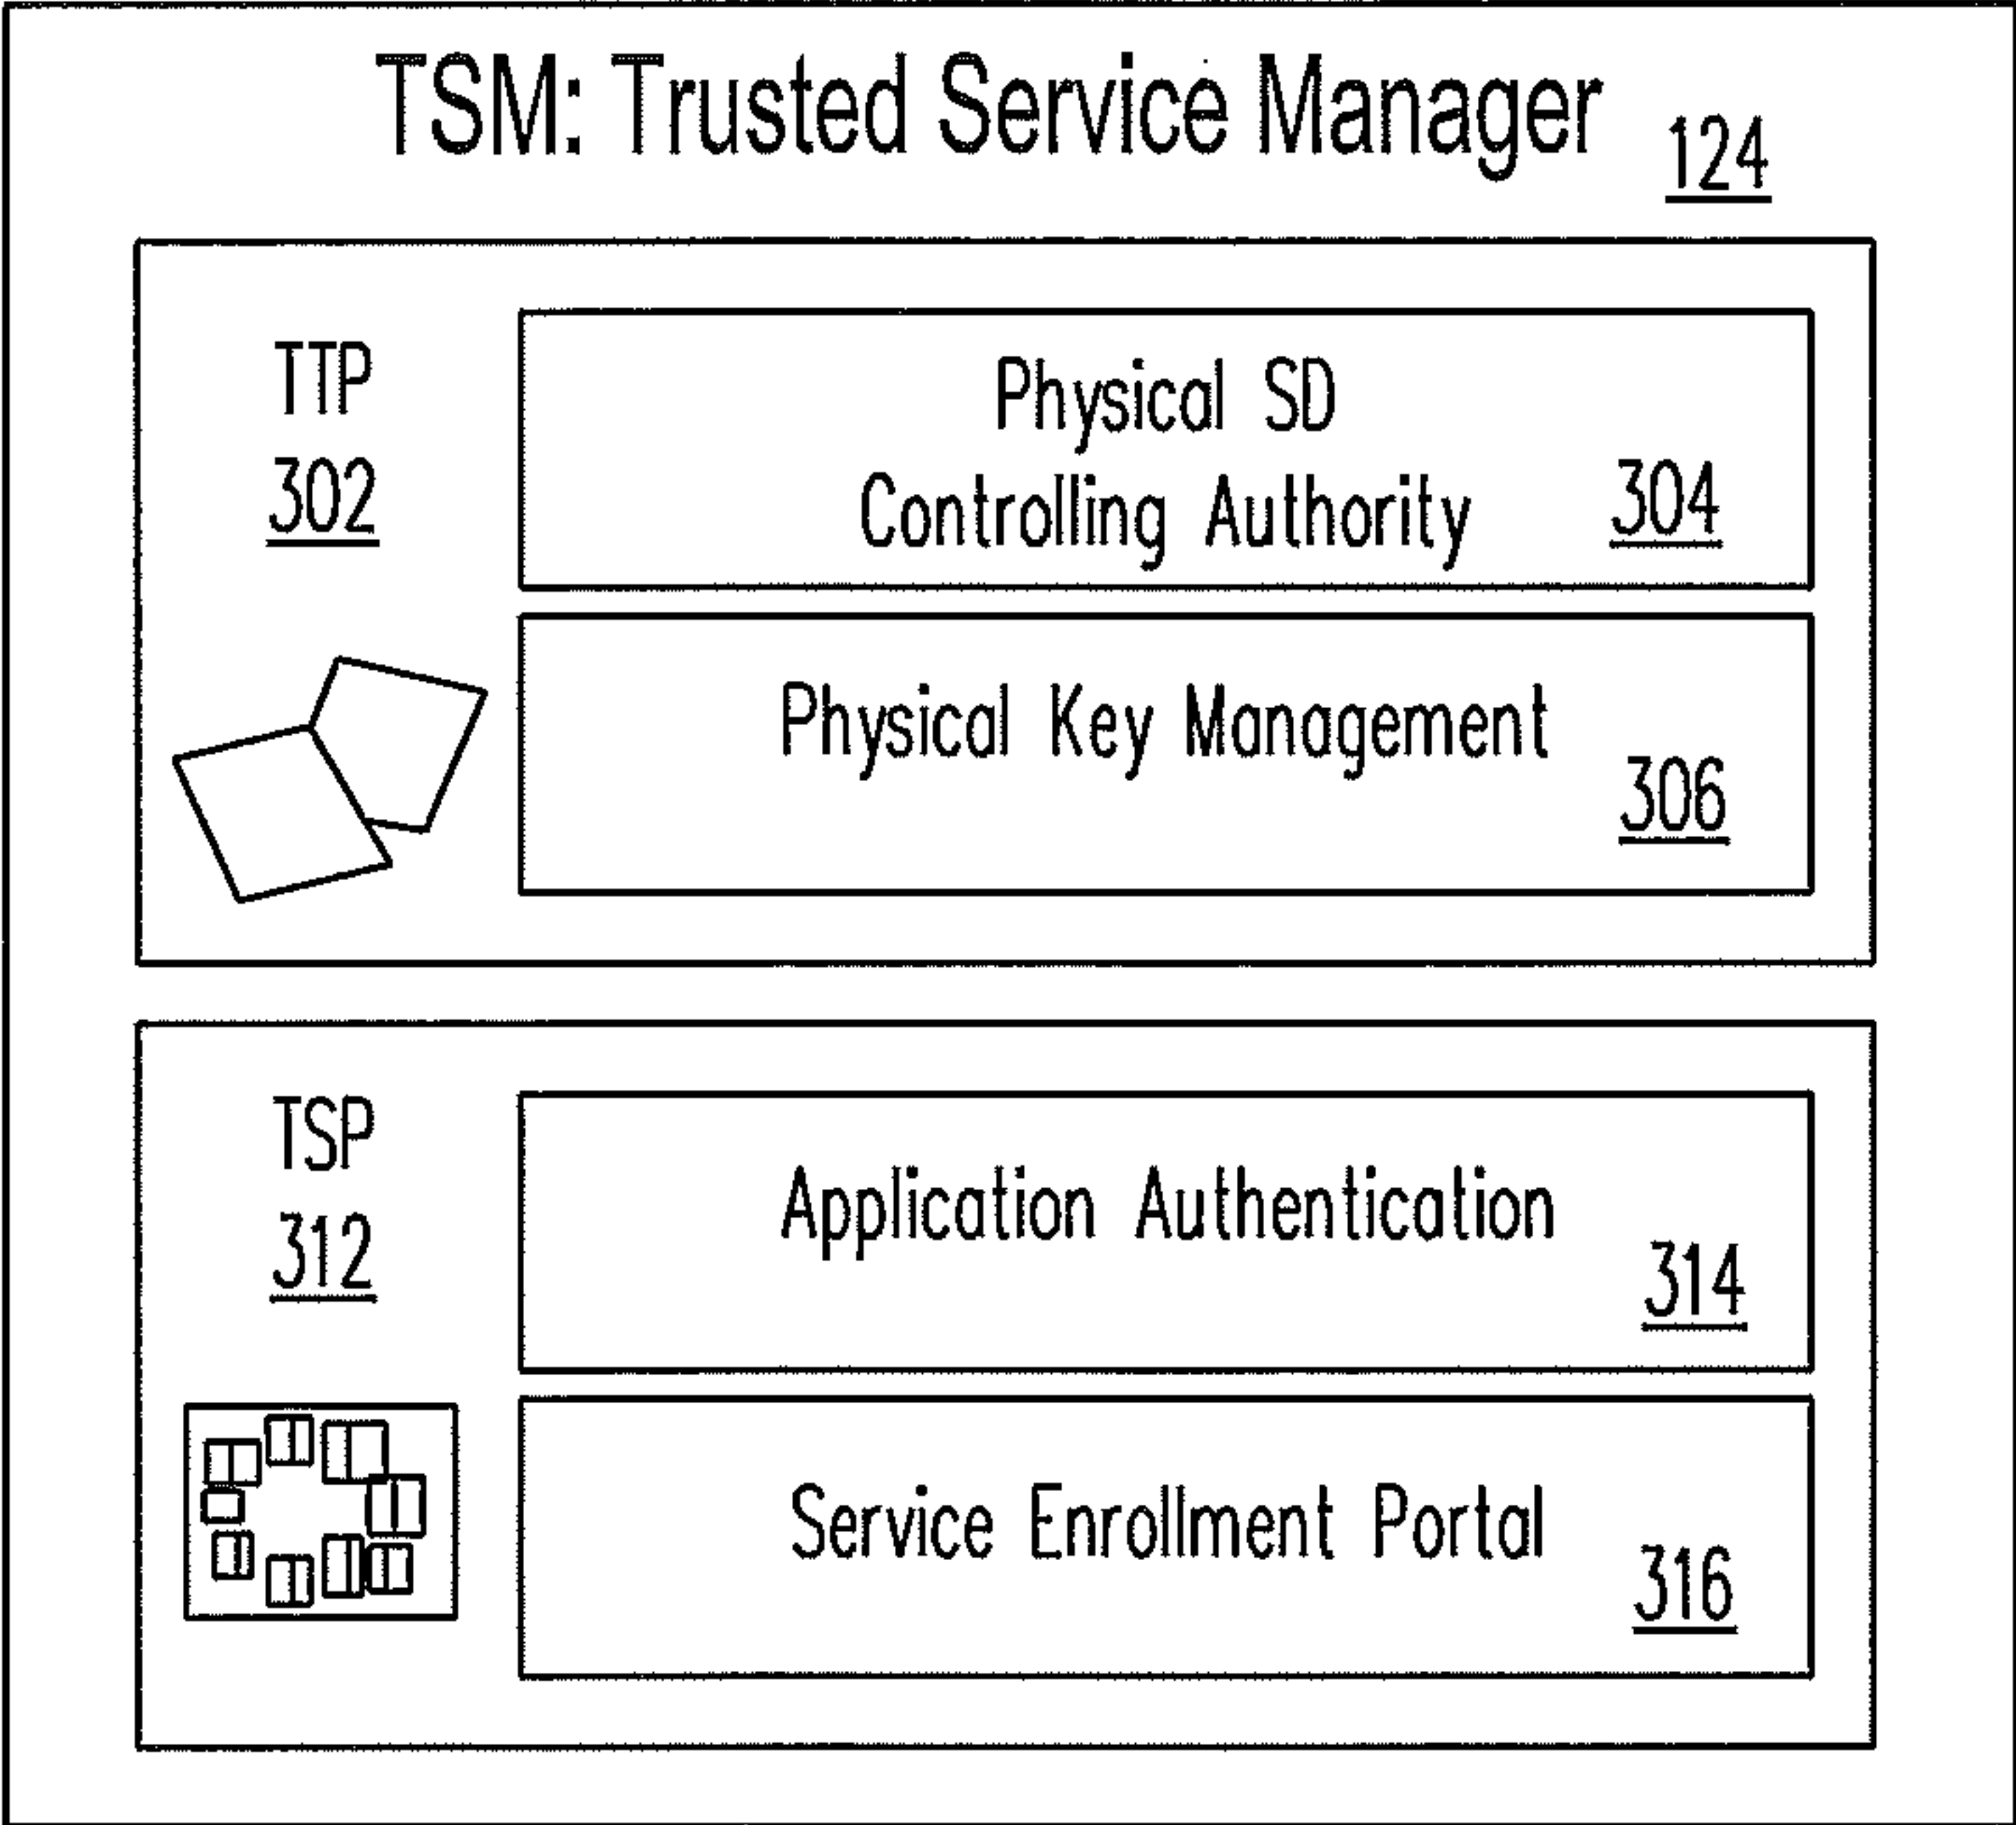 TSM: Trusted Service Manager
124
TTP
302
Physical SD
Controlling Authority
304
Physical Key Management
306
TSP
312
Application Authentication
314
Service Enrollment Portal
316